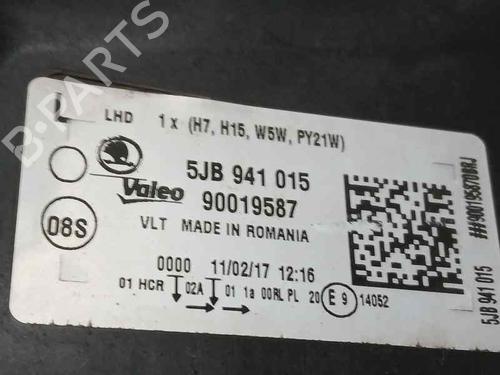 L LHD 1x (H7, H15, W5W, PY21W)
5JB 941 015
Valeo 90019587
08S VLT MADE IN ROMANIA
0000 11/02/17 12:16
01 HCR 02A 01 1a 00RL PL 20 E 9 14052
5JB 941 015
B-PARTS